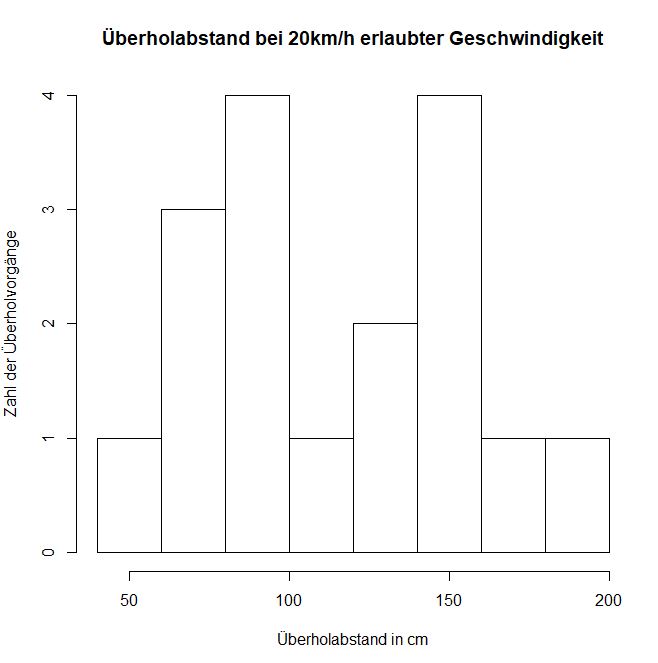 Überholabstand bei 20km/h erlaubter Geschwindigkeit
4
3
2
1
0
Zahl der Überholvorgänge
50 100 150 200
Überholabstand in cm